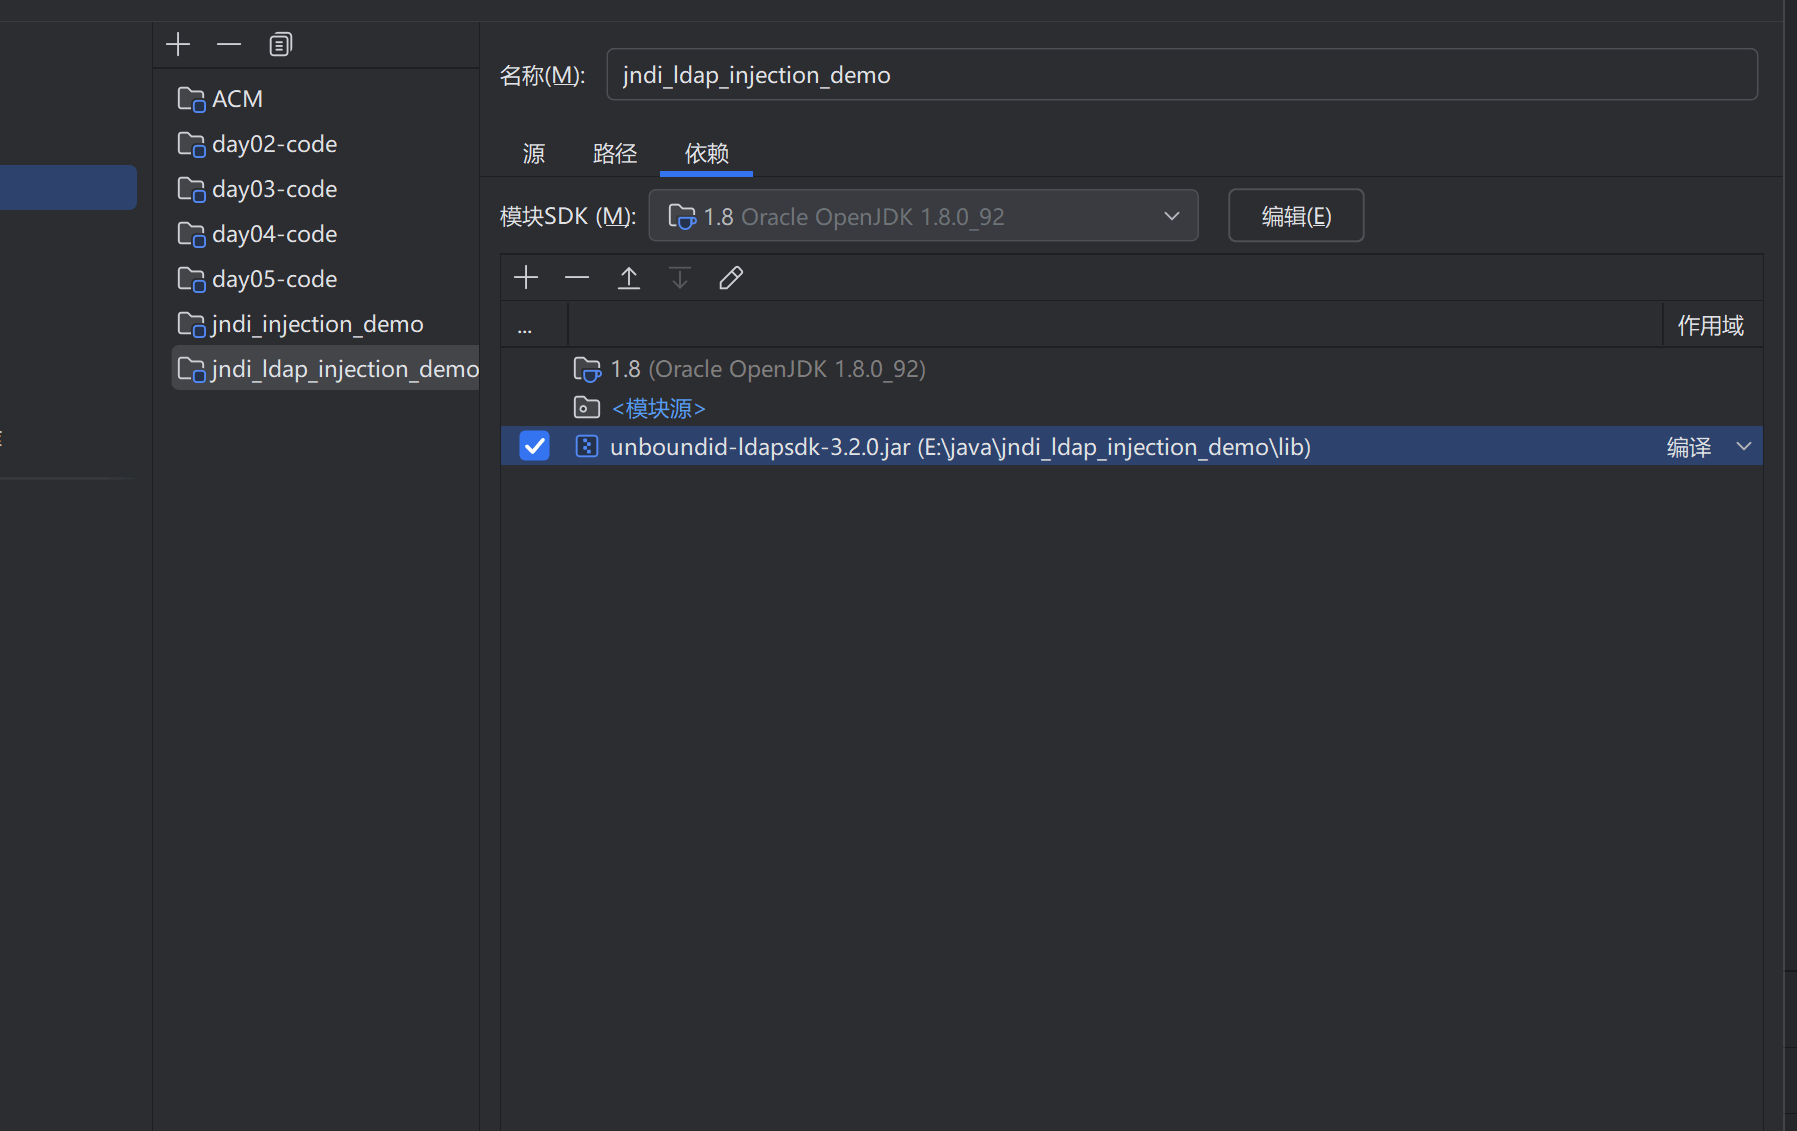 ACM
day02-code
day03-code
day04-code
day05-code
jndi_injection_demo
jndi_ldap_injection_demo
名称(M):
jndi_ldap_injection_demo
源
路径
依赖
模块SDK (M):
1.8 Oracle OpenJDK 1.8.0_92
编辑(E)
...
作用域
1.8 (Oracle OpenJDK 1.8.0_92)
<模块源>
unboundid-ldapsdk-3.2.0.jar (E:\java\jndi_ldap_injection_demo\lib)
编译